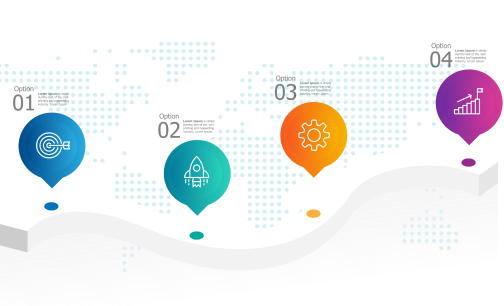 Option
01
Lorem Ipsum is simply
dummy text of the
printing and typesetting
industry. Lorem Ipsum
Option
02
Lorem Ipsum is simply
dummy text of the
printing and typesetting
industry. Lorem Ipsum
Option
03
Lorem Ipsum is simply
dummy text of the
printing and typesetting
industry. Lorem Ipsum
Option
04
Lorem Ipsum is simply
dummy text of the
printing and typesetting
industry. Lorem Ipsum